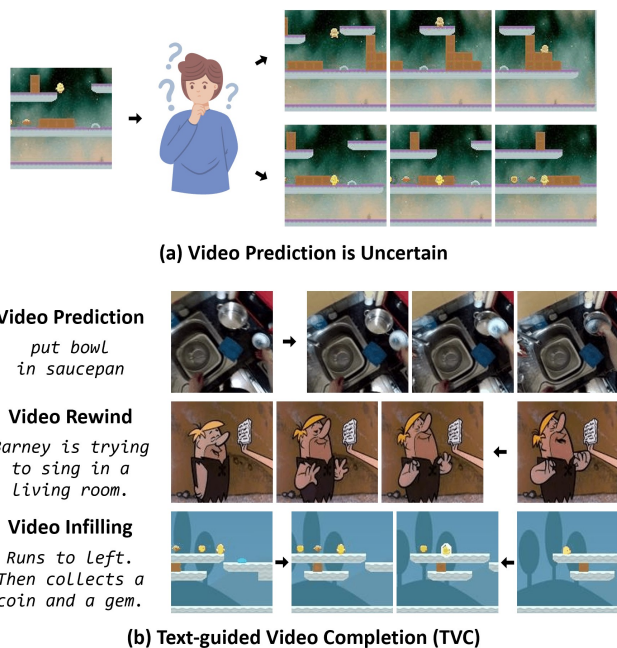 (a) Video Prediction is Uncertain
Video Prediction
put bowl
in saucepan
Video Rewind
Barney is trying
to sing in a
living room.
Video Infilling
Runs to left.
Then collects a
coin and a gem.
(b) Text-guided Video Completion (TVC)